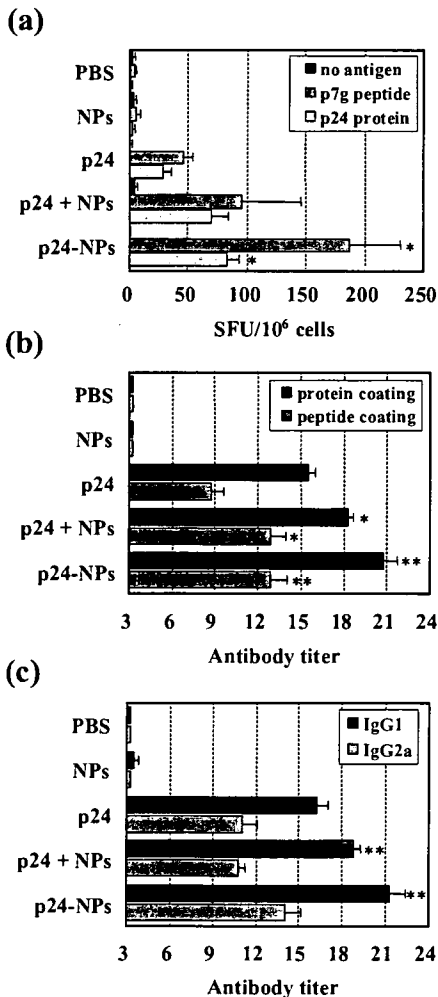 (a)
PBS
NPs
p24
p24 + NPs
p24-NPs
no antigen
p7g peptide
p24 protein
*
*
0 50 100 150 200 250
SFU/10⁶ cells
(b)
PBS
NPs
p24
p24 + NPs
p24-NPs
protein coating
peptide coating
*
*
**
**
3 6 9 12 15 18 21 24
Antibody titer
(c)
PBS
NPs
p24
p24 + NPs
p24-NPs
IgG1
IgG2a
**
**
3 6 9 12 15 18 21 24
Antibody titer